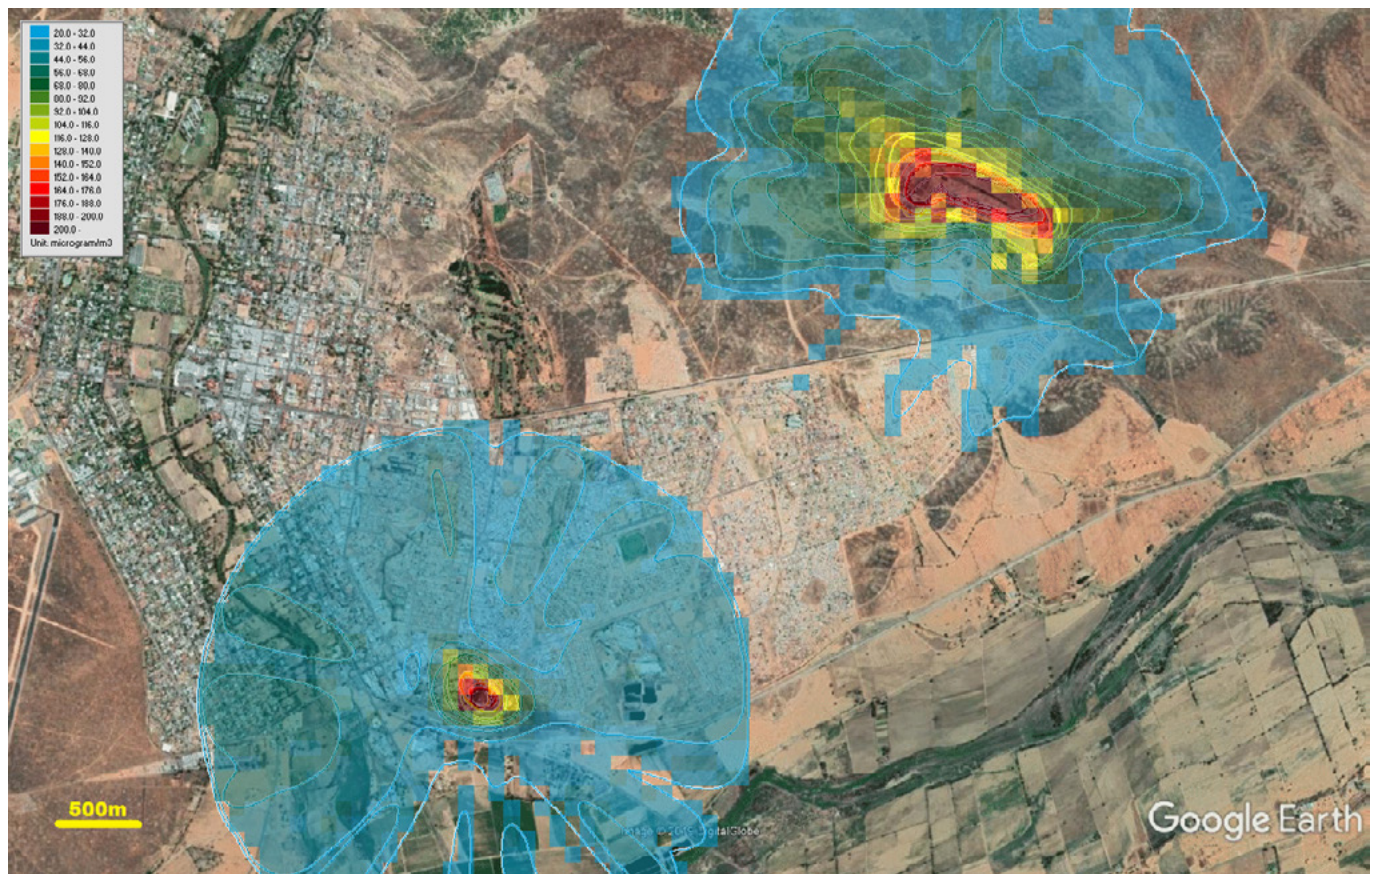 20.0 - 32.0
32.0 - 44.0
44.0 - 56.0
56.0 - 68.0
68.0 - 80.0
80.0 - 92.0
92.0 - 104.0
104.0 - 116.0
116.0 - 128.0
128.0 - 140.0
140.0 - 152.0
152.0 - 164.0
164.0 - 176.0
176.0 - 188.0
188.0 - 200.0
200.0 -
Unit: microgram/m3
500m
Image © 2019 DigitalGlobe
Google Earth